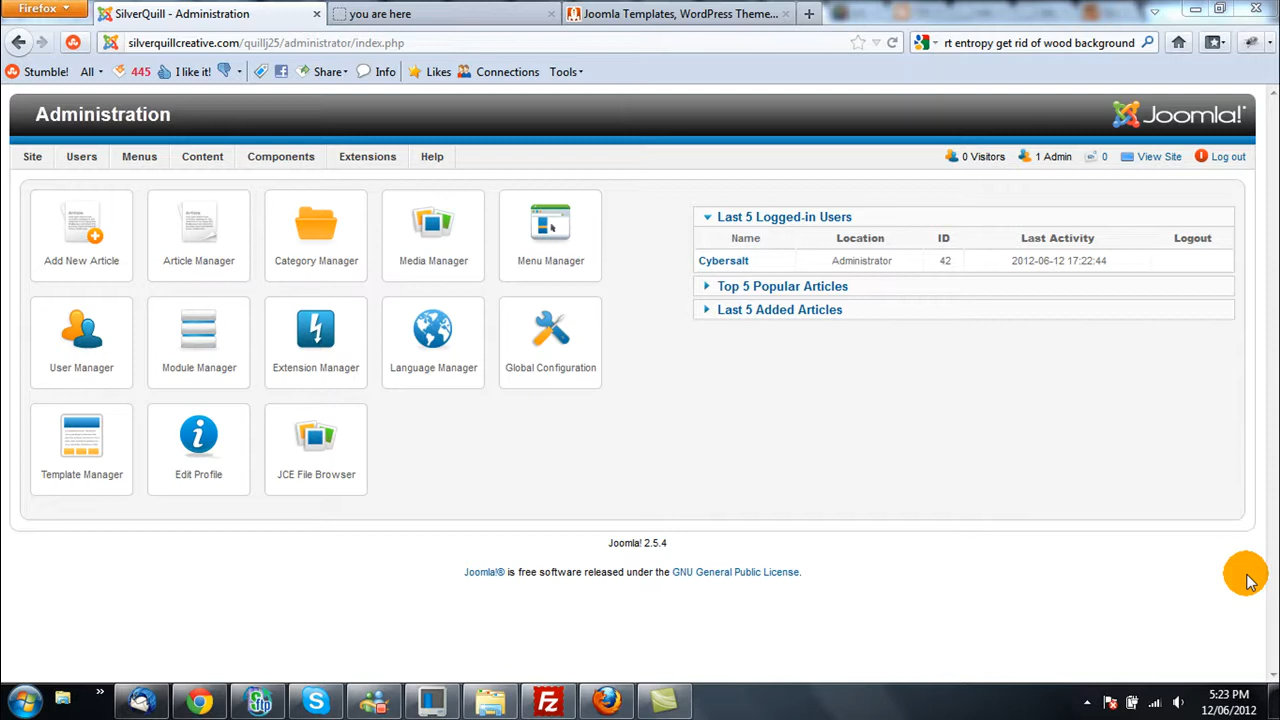 Firefox
SilverQuill - Administration
you are here
Joomla Templates, WordPress Theme...
silverquillcreative.com/quillj25/administrator/index.php
rt entropy get rid of wood background
Stumble! All 445 I like it! Share Info Likes Connections Tools
Administration
Joomla!
Site Users Menus Content Components Extensions Help
0 Visitors 1 Admin 0 View Site Log out
Add New Article
Article Manager
Category Manager
Media Manager
Menu Manager
User Manager
Module Manager
Extension Manager
Language Manager
Global Configuration
Template Manager
Edit Profile
JCE File Browser
Last 5 Logged-in Users
Name Location ID Last Activity Logout
Cybersalt Administrator 42 2012-06-12 17:22:44
Top 5 Popular Articles
Last 5 Added Articles
Joomla! 2.5.4
Joomla!® is free software released under the GNU General Public License.
5:23 PM
12/06/2012